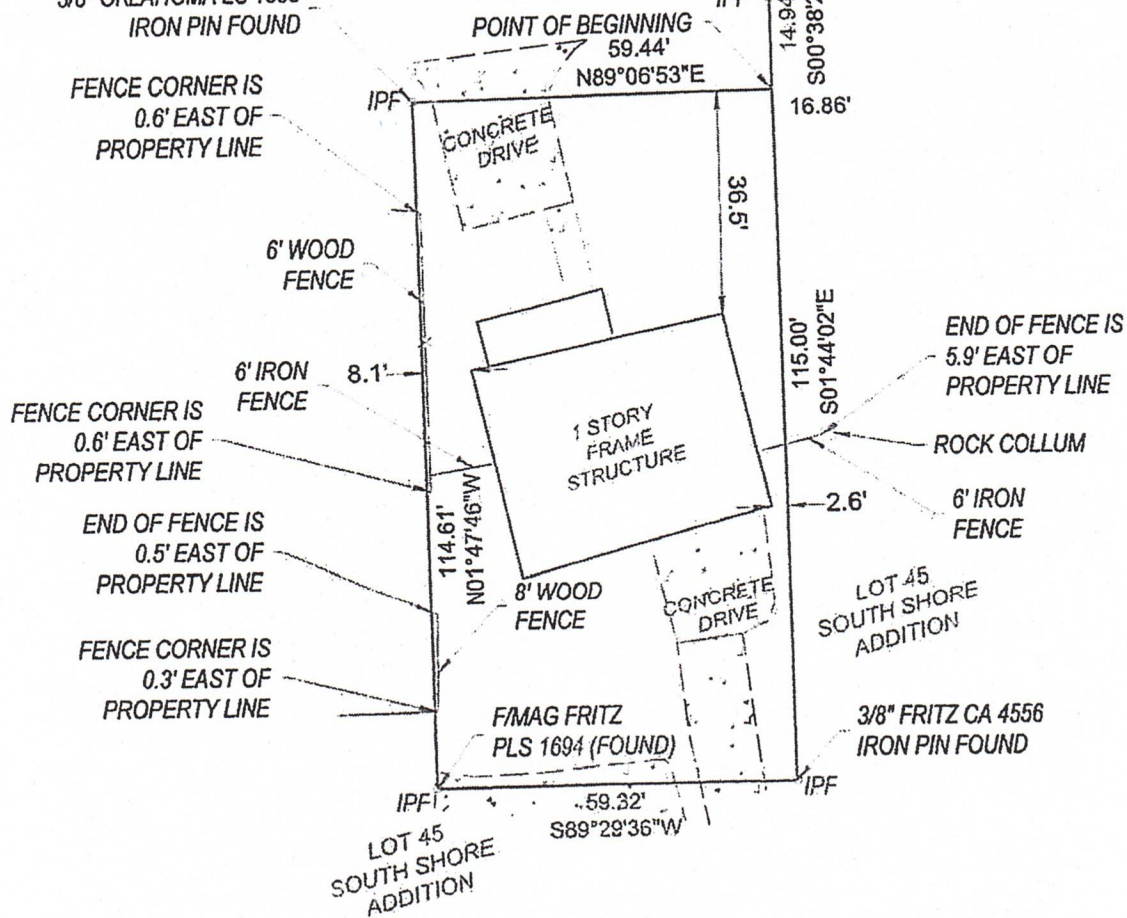 IRON PIN FOUND
POINT OF BEGINNING
59.44'
N89°06'53"E
14.94
16.86'
FENCE CORNER IS
0.6' EAST OF
PROPERTY LINE
IPF
CONCRETE
DRIVE
36.5'
6' WOOD
FENCE
6' IRON
FENCE
8.1'
115.00'
S01°44'02"E
END OF FENCE IS
5.9' EAST OF
PROPERTY LINE
ROCK COLLUM
6' IRON
FENCE
1 STORY
FRAME
STRUCTURE
2.6'
FENCE CORNER IS
0.6' EAST OF
PROPERTY LINE
114.61'
N01°47'46"W
END OF FENCE IS
0.5' EAST OF
PROPERTY LINE
8' WOOD
FENCE
CONCRETE
DRIVE
LOT 45
SOUTH SHORE
ADDITION
FENCE CORNER IS
0.3' EAST OF
PROPERTY LINE
F/MAG FRITZ
PLS 1694 (FOUND)
3/8" FRITZ CA 4556
IRON PIN FOUND
IPF
IPF
59.32'
S89°29'36"W
LOT 45
SOUTH SHORE
ADDITION